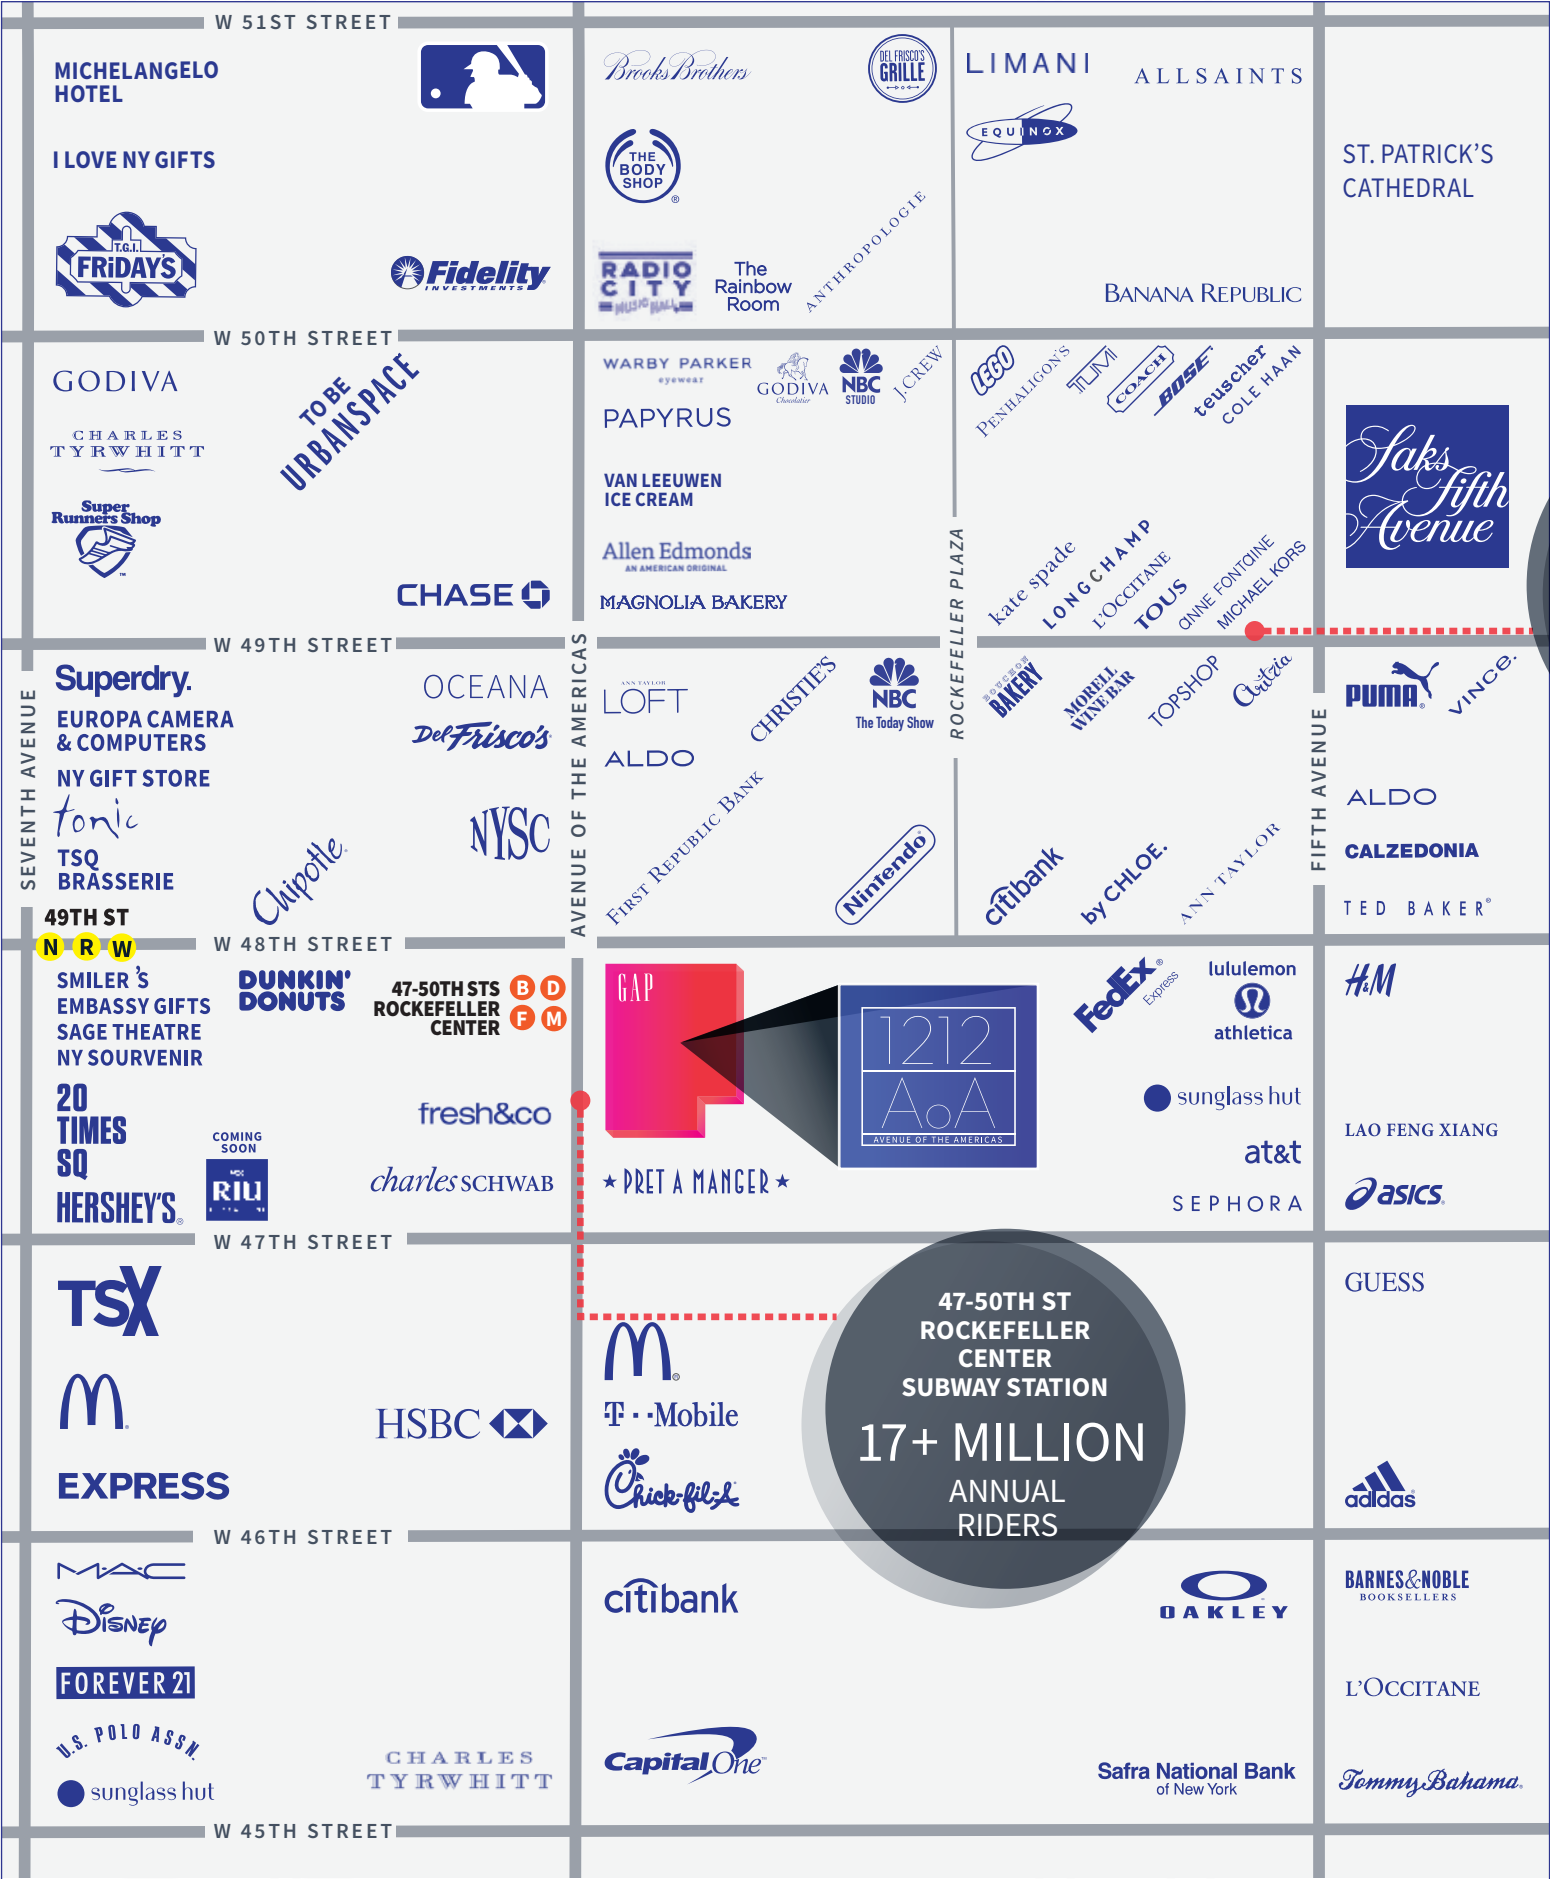 W 51ST STREET
MICHELANGELO
HOTEL
I LOVE NY GIFTS
T.G.I.
FRiDAY'S
Fidelity
INVESTMENTS
Brooks Brothers
DEL FRISCO'S
GRILLE
THE
BODY
SHOP
®
RADIO
CITY
MUSIC HALL
The
Rainbow
Room
ANTHROPOLOGIE
LIMANI
ALLSAINTS
EQUINOX
BANANA REPUBLIC
ST. PATRICK'S
CATHEDRAL
W 50TH STREET
GODIVA
TO BE
URBANSPACE
CHARLES
TYRWHITT
Super
Runners Shop
CHASE
WARBY PARKER
eyewear
GODIVA
Chocolatier
NBC
STUDIO
J.CREW
PAPYRUS
VAN LEEUWEN
ICE CREAM
Allen Edmonds
AN AMERICAN ORIGINAL
MAGNOLIA BAKERY
LEGO
PENHALIGON'S
TUMI
COACH
BOSE
teuscher
COLE HAAN
kate spade
LONGCHAMP
L'OCCITANE
TOUS
ANNE FONTAINE
MICHAEL KORS
Saks
fifth
Avenue
ROCKEFELLER PLAZA
W 49TH STREET
SEVENTH AVENUE
AVENUE OF THE AMERICAS
FIFTH AVENUE
Superdry.
EUROPA CAMERA
& COMPUTERS
NY GIFT STORE
tonic
TSQ
BRASSERIE
OCEANA
Del Frisco's
NYSC
Chipotle
ANN TAYLOR
LOFT
ALDO
CHRISTIE'S
NBC
The Today Show
FIRST REPUBLIC BANK
Nintendo
BOUCHON
BAKERY
MORELL
WINE BAR
TOPSHOP
aritzia
citibank
by CHLOE.
ANN TAYLOR
PUMA
VINCE.
ALDO
CALZEDONIA
TED BAKER
49TH ST
N R W
W 48TH STREET
SMILER'S
EMBASSY GIFTS
SAGE THEATRE
NY SOURVENIR
DUNKIN'
DONUTS
47-50TH STS
ROCKEFELLER
CENTER
B D
F M
20
TIMES
SQ
HERSHEY'S
COMING
SOON
RIU
fresh&co
charles SCHWAB
GAP
1212
AoA
AVENUE OF THE AMERICAS
PRET A MANGER
FedEx
Express
lululemon
athletica
sunglass hut
at&t
SEPHORA
H&M
LAO FENG XIANG
asics
W 47TH STREET
TSX
M
EXPRESS
HSBC
M
T··Mobile
Chick-fil-A
47-50TH ST
ROCKEFELLER
CENTER
SUBWAY STATION
17+ MILLION
ANNUAL
RIDERS
GUESS
adidas
W 46TH STREET
M·A·C
DISNEY
FOREVER 21
U.S. POLO ASSN.
sunglass hut
CHARLES
TYRWHITT
citibank
Capital One
OAKLEY
Safra National Bank
of New York
BARNES&NOBLE
BOOKSELLERS
L'OCCITANE
Tommy Bahama
W 45TH STREET